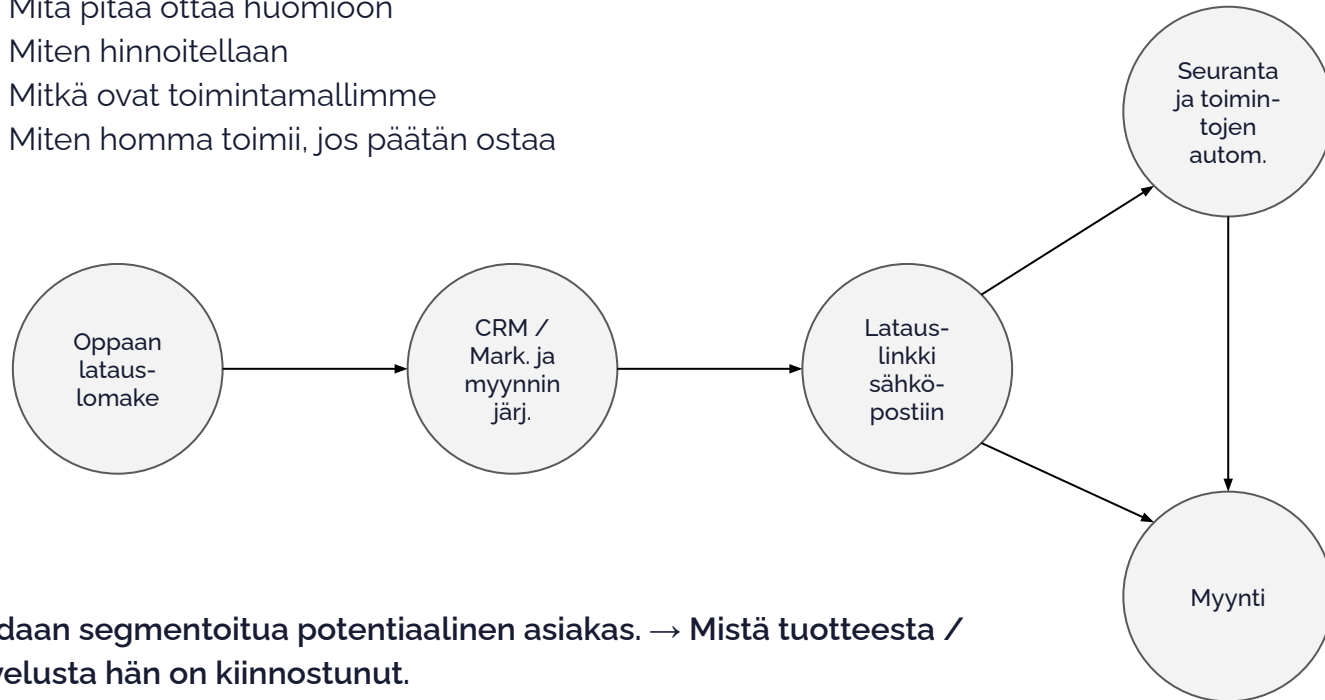 Mitä pitää ottaa huomioon
Miten hinnoitellaan
Mitkä ovat toimintamallimme
Miten homma toimii, jos päätän ostaa
Seuranta
ja toimin-
tojen
autom.
Oppaan
lataus-
lomake
CRM /
Mark. ja
myynnin
järj.
Lataus-
linkki
sähkö-
postiin
Myynti
daan segmentoitua potentiaalinen asiakas. → Mistä tuotteesta /
velusta hän on kiinnostunut.